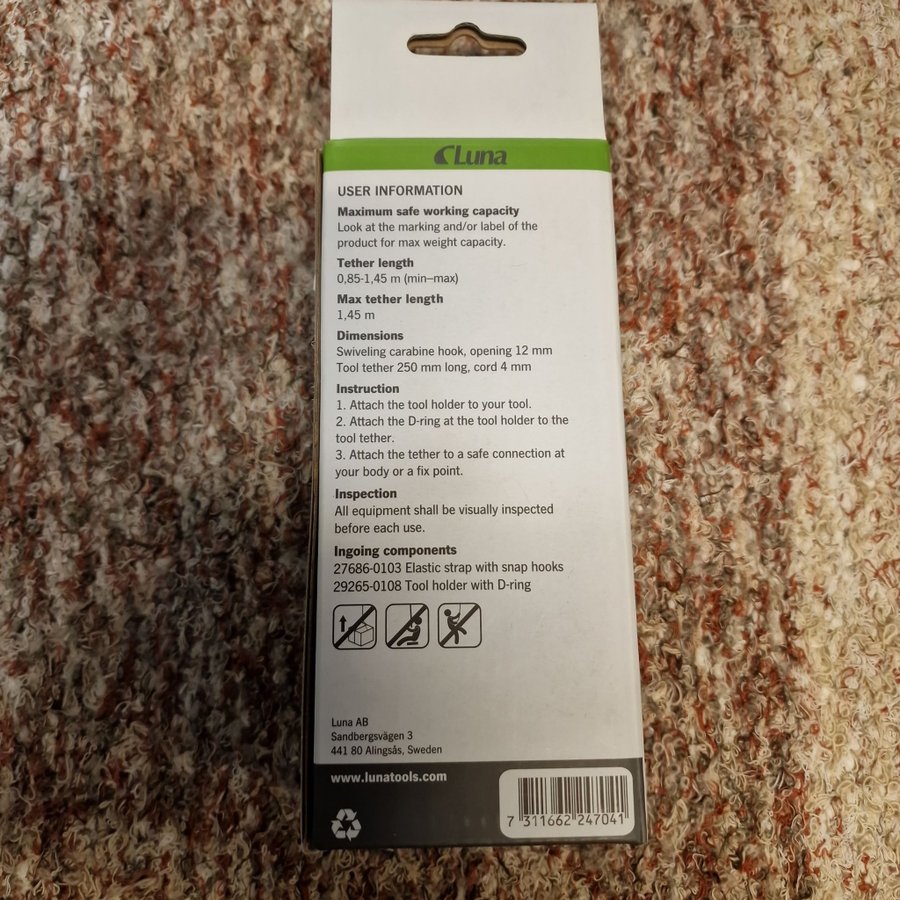 Luna
USER INFORMATION
Maximum safe working capacity
Look at the marking and/or label of the
product for max weight capacity.
Tether length
0,85-1,45 m (min–max)
Max tether length
1,45 m
Dimensions
Swiveling carabine hook, opening 12 mm
Tool tether 250 mm long, cord 4 mm
Instruction
1. Attach the tool holder to your tool.
2. Attach the D-ring at the tool holder to the
tool tether.
3. Attach the tether to a safe connection at
your body or a fix point.
Inspection
All equipment shall be visually inspected
before each use.
Ingoing components
27686-0103 Elastic strap with snap hooks
29265-0108 Tool holder with D-ring
Luna AB
Sandbergsvägen 3
441 80 Alingsås, Sweden
www.lunatools.com
7 311662 247041